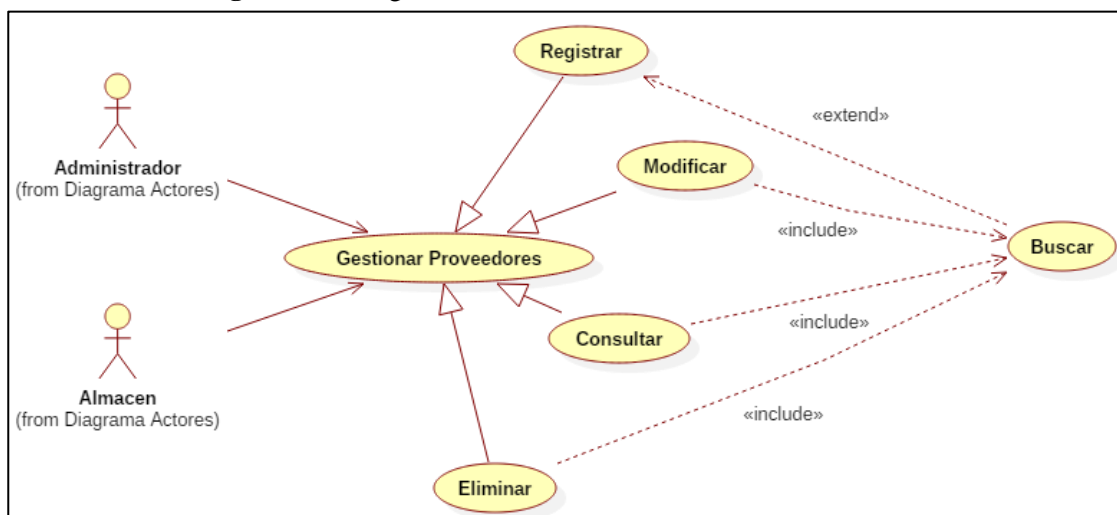 Registrar
«extend»
Administrador
(from Diagrama Actores)
Modificar
«include»
Buscar
Gestionar Proveedores
Consultar
«include»
Almacen
(from Diagrama Actores)
«include»
Eliminar